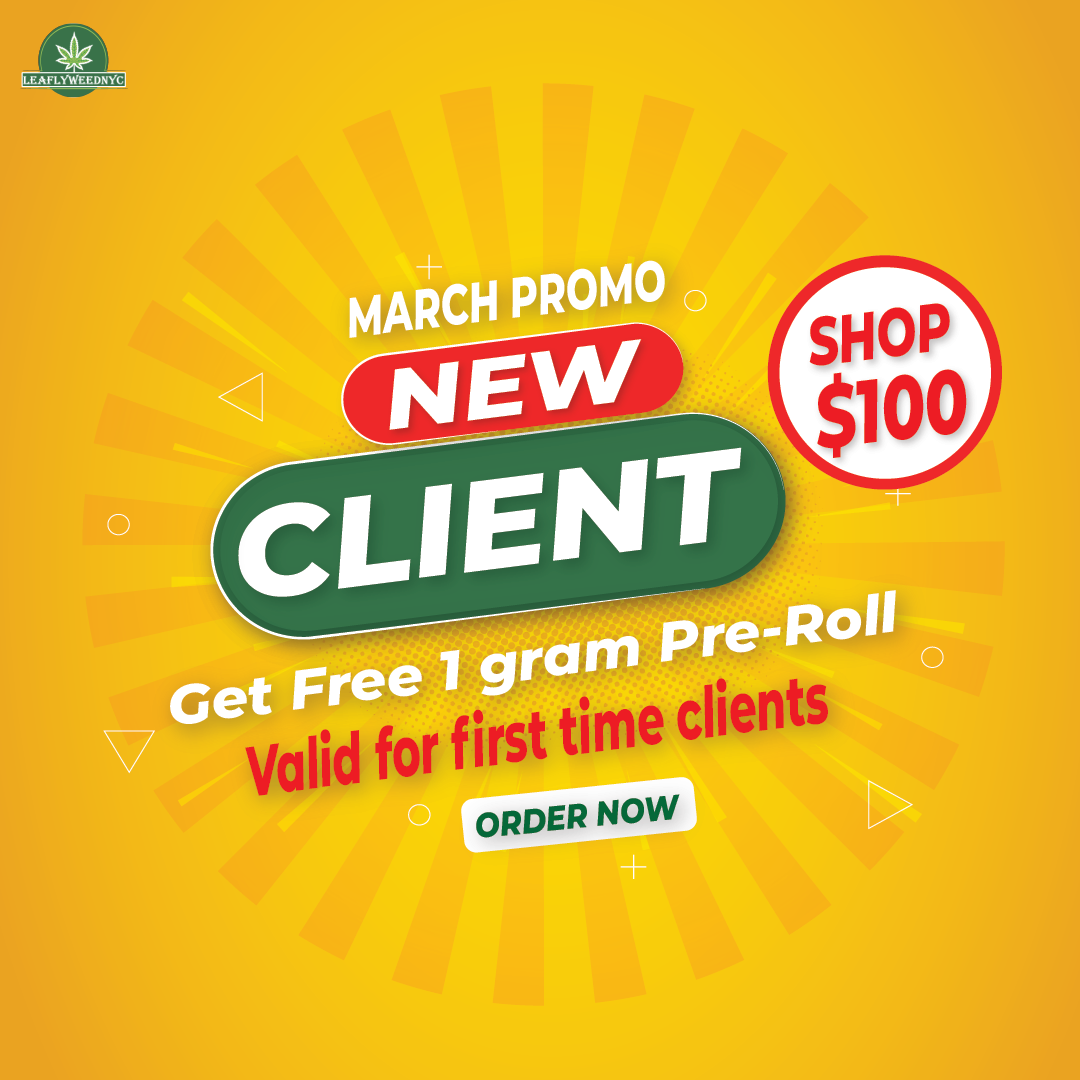 LEAFLYWEEDNYC
MARCH PROMO
NEW
CLIENT
SHOP
$100
Get Free 1 gram Pre-Roll
Valid for first time clients
ORDER NOW